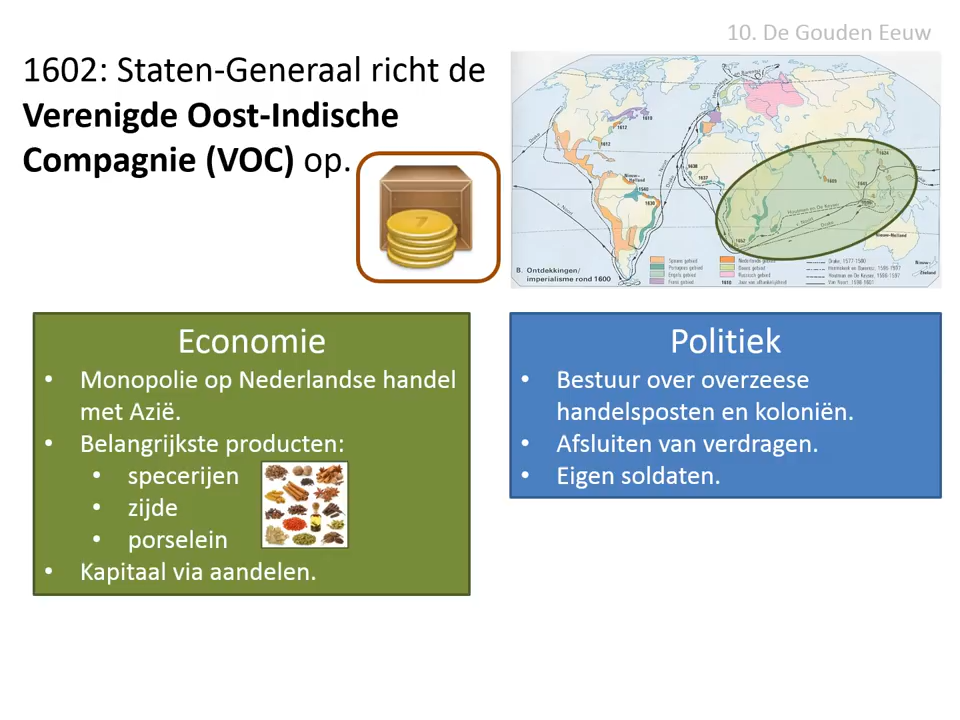 10. De Gouden Eeuw
1602: Staten-Generaal richt de
Verenigde Oost-Indische
Compagnie (VOC) op.
B. Ontdekkingen/
imperialisme rond 1600
Economie
• Monopolie op Nederlandse handel
met Azië.
• Belangrijkste producten:
• specerijen
• zijde
• porselein
• Kapitaal via aandelen.
Politiek
• Bestuur over overzeese
handelsposten en koloniën.
• Afsluiten van verdragen.
• Eigen soldaten.